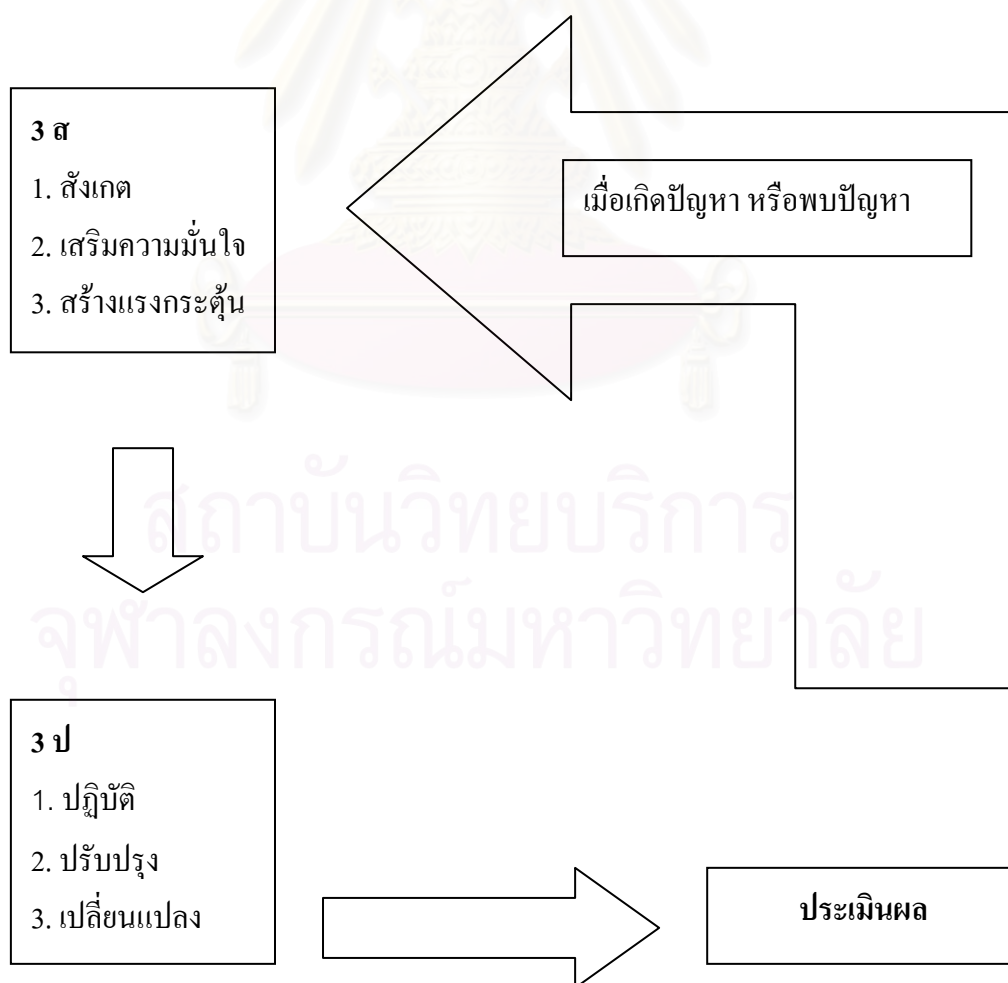 3 ส
1. สังเกต
2. เสริมความมั่นใจ
3. สร้างแรงกระตุ้น
เมื่อเกิดปัญหา หรือพบปัญหา
สถาบันวิทยบริการ
จุฬาลงกรณ์มหาวิทยาลัย
3 ป
1. ปฏิบัติ
2. ปรับปรุง
3. เปลี่ยนแปลง
ประเมินผล